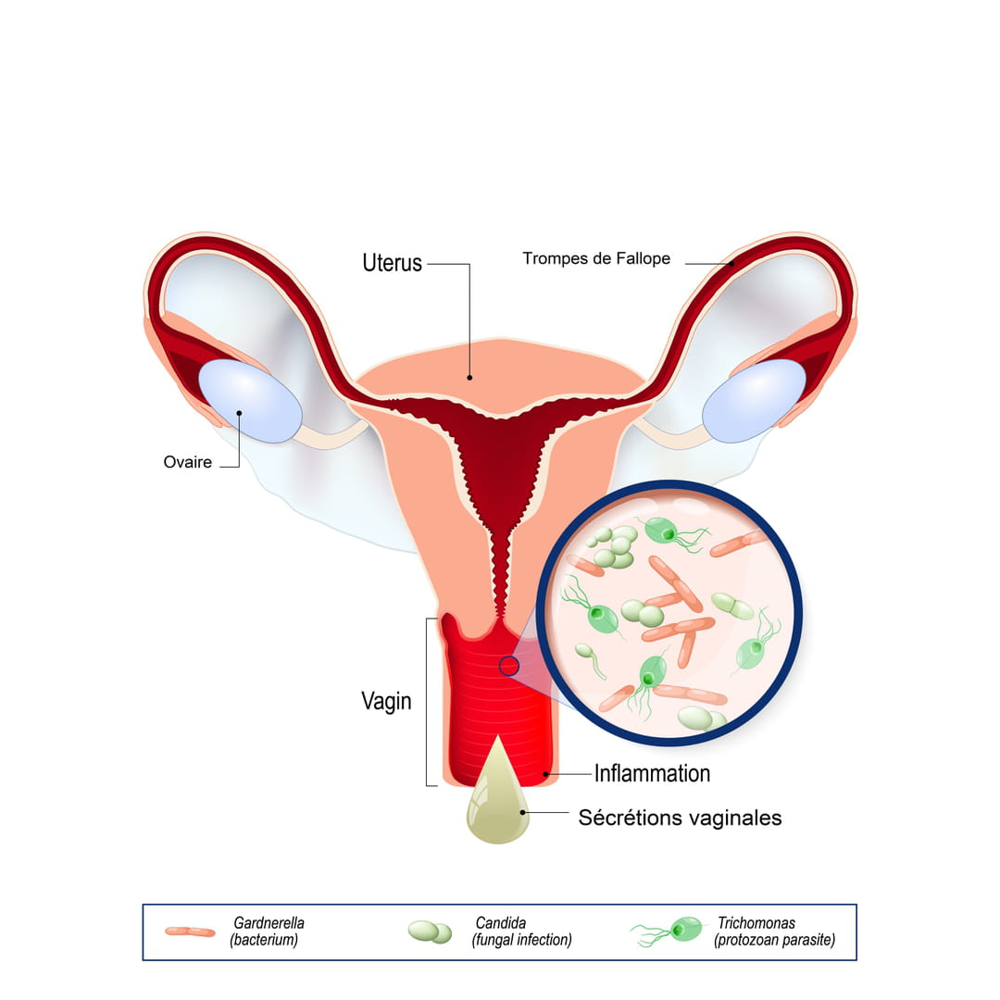 Uterus
Trompes de Fallope
Ovaire
Vagin
Inflammation
Sécrétions vaginales
Gardnerella
(bacterium)
Candida
(fungal infection)
Trichomonas
(protozoan parasite)